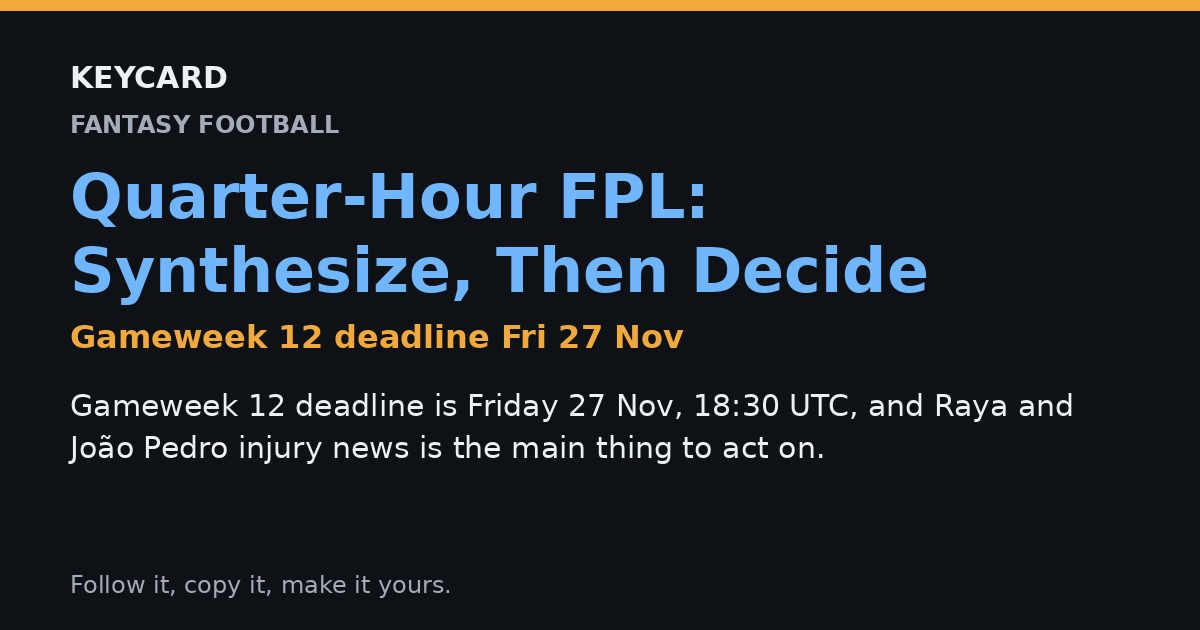 KEYCARD
FANTASY FOOTBALL
Quarter-Hour FPL:
Synthesize, Then Decide
Gameweek 12 deadline Fri 27 Nov
Gameweek 12 deadline is Friday 27 Nov, 18:30 UTC, and Raya and
João Pedro injury news is the main thing to act on.
Follow it, copy it, make it yours.